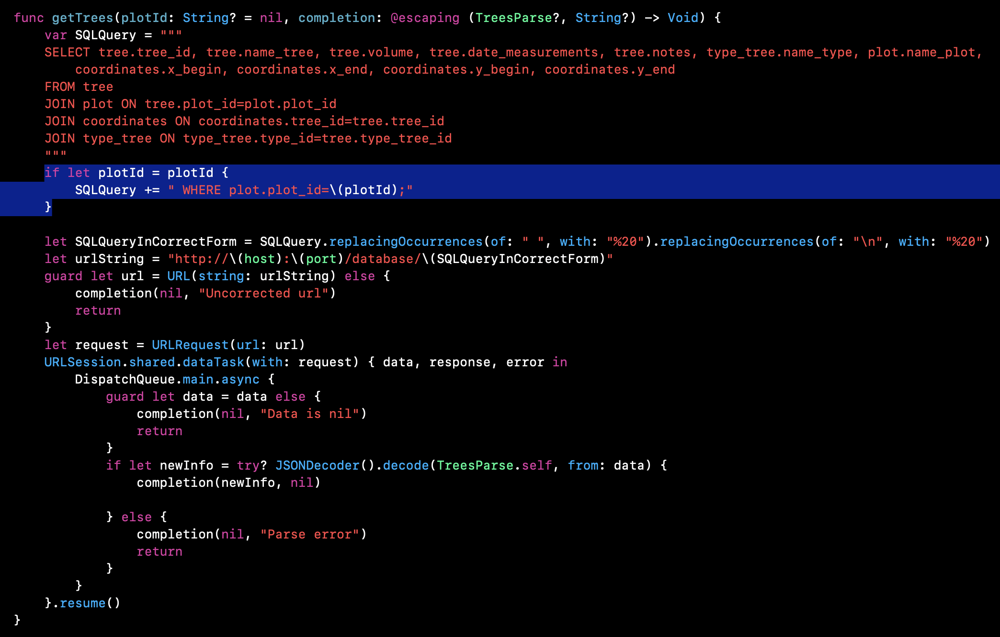 func getTrees(plotId: String? = nil, completion: @escaping (TreesParse?, String?) -> Void) {
    var SQLQuery = """
    SELECT tree.tree_id, tree.name_tree, tree.volume, tree.date_measurements, tree.notes, type_tree.name_type, plot.name_plot,
        coordinates.x_begin, coordinates.x_end, coordinates.y_begin, coordinates.y_end
    FROM tree
    JOIN plot ON tree.plot_id=plot.plot_id
    JOIN coordinates ON coordinates.tree_id=tree.tree_id
    JOIN type_tree ON type_tree.type_id=tree.type_tree_id
    """
    if let plotId = plotId {
        SQLQuery += " WHERE plot.plot_id=\(plotId);"
    }

    let SQLQueryInCorrectForm = SQLQuery.replacingOccurrences(of: " ", with: "%20").replacingOccurrences(of: "\n", with: "%20")
    let urlString = "http://\(host):\(port)/database/\(SQLQueryInCorrectForm)"
    guard let url = URL(string: urlString) else {
        completion(nil, "Uncorrected url")
        return
    }
    let request = URLRequest(url: url)
    URLSession.shared.dataTask(with: request) { data, response, error in
        DispatchQueue.main.async {
            guard let data = data else {
                completion(nil, "Data is nil")
                return
            }
            if let newInfo = try? JSONDecoder().decode(TreesParse.self, from: data) {
                completion(newInfo, nil)

            } else {
                completion(nil, "Parse error")
                return
            }
        }
    }.resume()
}